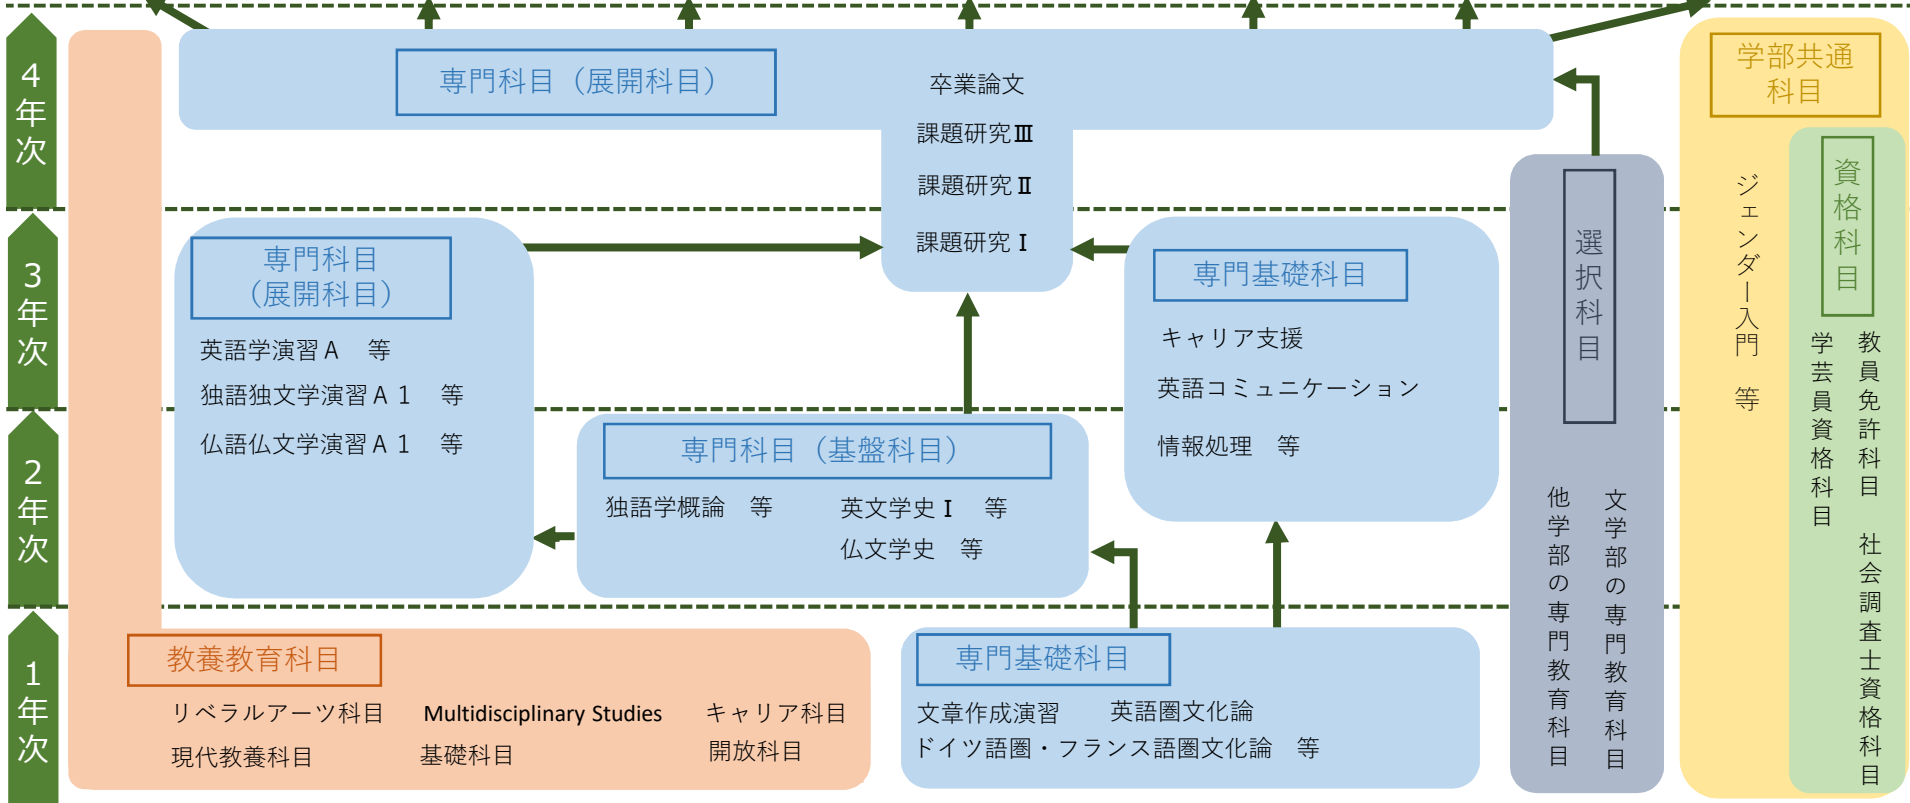 4年次
専門科目（展開科目）
卒業論文
課題研究Ⅲ
課題研究Ⅱ
課題研究Ⅰ
3年次
専門科目
（展開科目）
英語学演習Ａ　等
独語独文学演習Ａ１　等
仏語仏文学演習Ａ１　等
専門基礎科目
キャリア支援
英語コミュニケーション
情報処理　等
2年次
専門科目（基盤科目）
独語学概論　等
英文学史Ⅰ　等
仏文学史　等
1年次
教養教育科目
リベラルアーツ科目
Multidisciplinary Studies
キャリア科目
現代教養科目
基礎科目
開放科目
専門基礎科目
文章作成演習
英語圏文化論
ドイツ語圏・フランス語圏文化論　等
選択科目
文学部の専門教育科目
他学部の専門教育科目
学部共通
科目
ジェンダー入門　等
資格科目
教員免許科目　社会調査士資格科目
学芸員資格科目